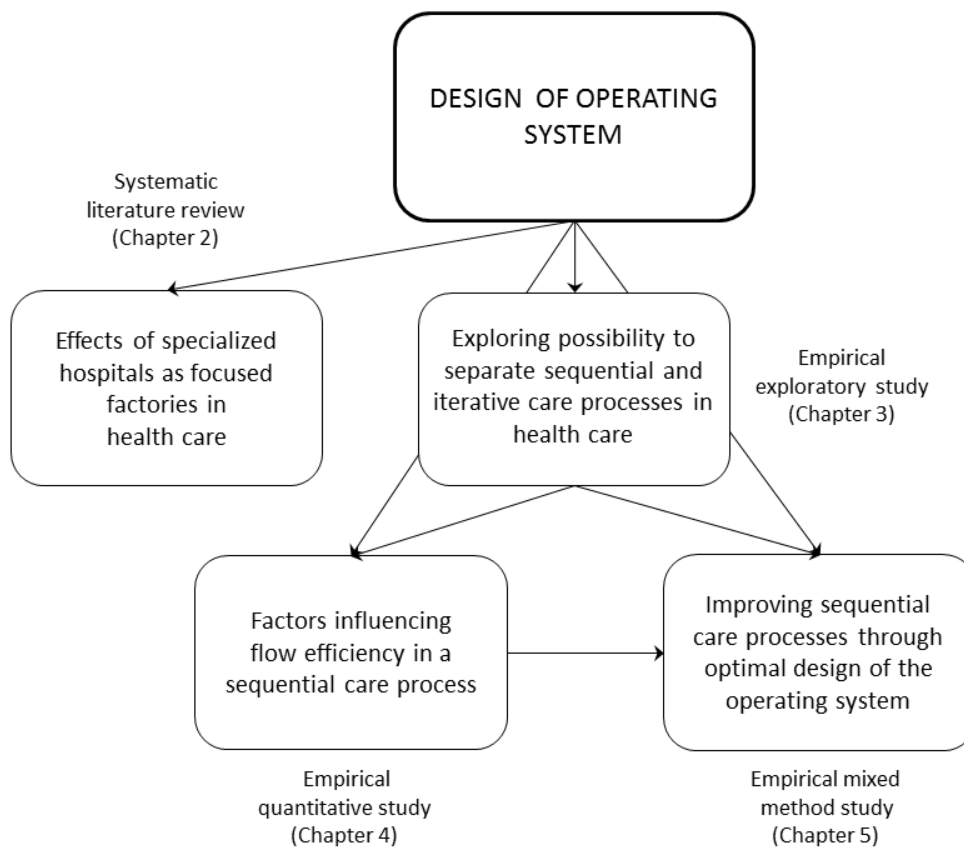 DESIGN OF OPERATING
SYSTEM
Systematic
literature review
(Chapter 2)
Effects of specialized
hospitals as focused
factories in
health care
Exploring possibility to
separate sequential and
iterative care processes in
health care
Empirical
exploratory study
(Chapter 3)
Factors influencing
flow efficiency in a
sequential care process
Improving sequential
care processes through
optimal design of the
operating system
Empirical
quantitative study
(Chapter 4)
Empirical mixed
method study
(Chapter 5)